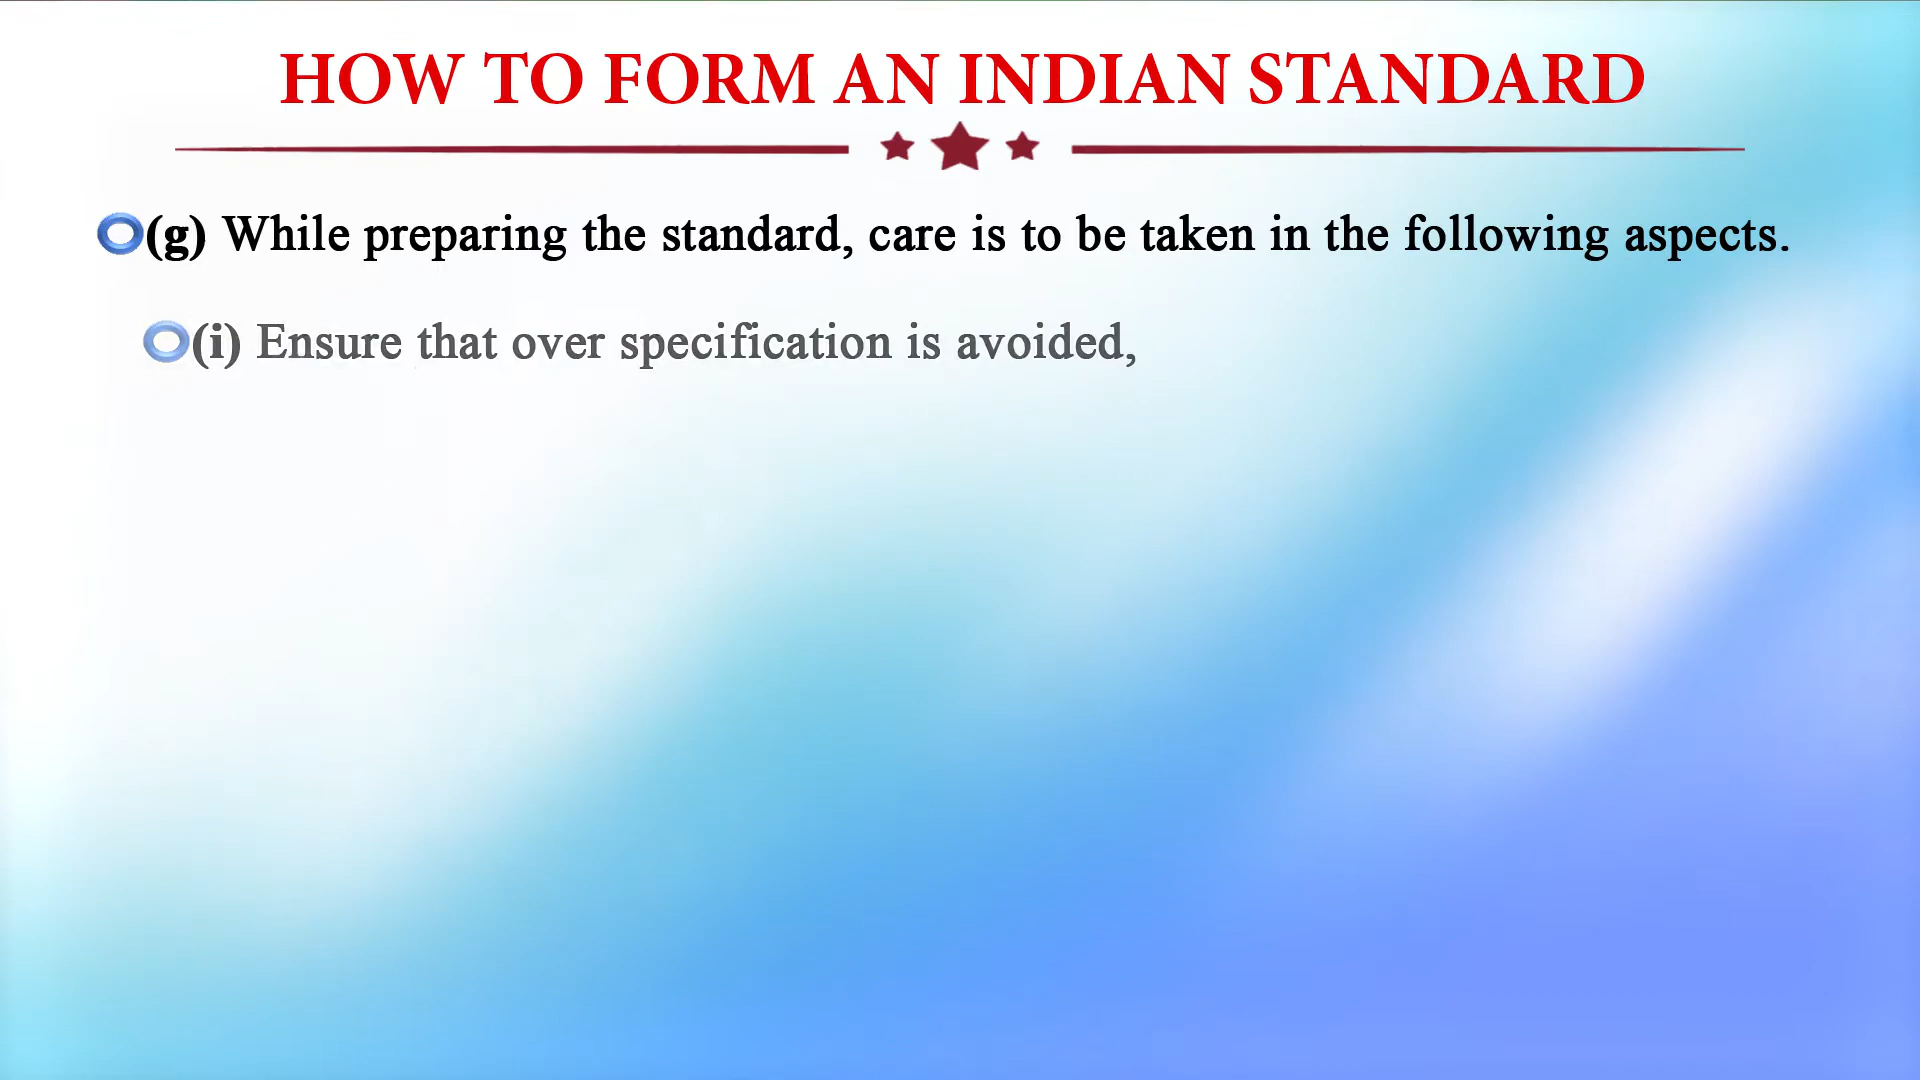 HOW TO FORM AN INDIAN STANDARD
(g) While preparing the standard, care is to be taken in the following aspects.
(i) Ensure that over specification is avoided,